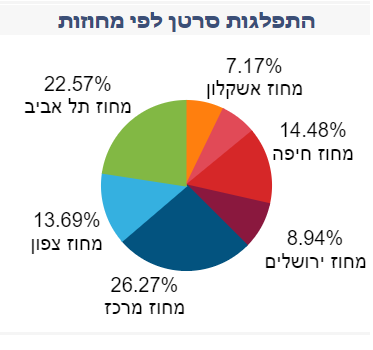 התפלגות סרטן לפי מחוזות
7.17%
מחוז אשקלון
14.48%
מחוז חיפה
8.94%
מחוז ירושלים
26.27%
מחוז מרכז
13.69%
מחוז צפון
22.57%
מחוז תל אביב